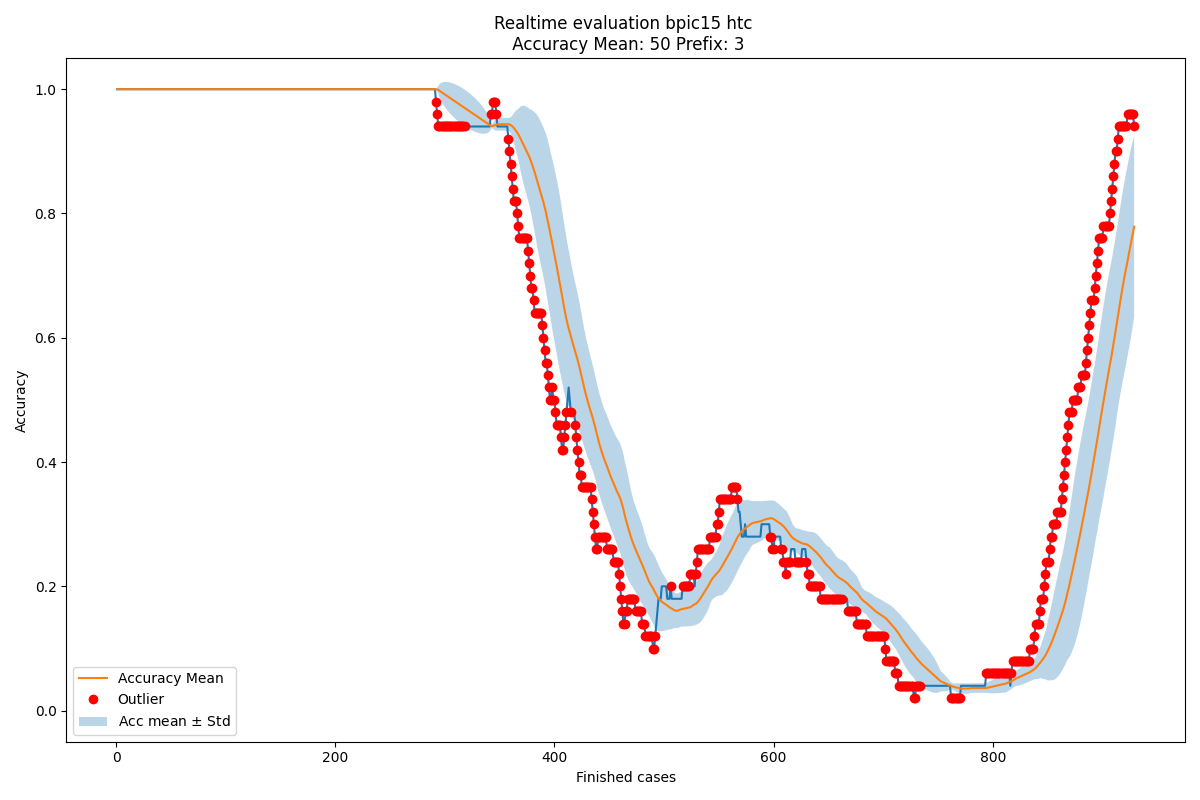 Realtime evaluation bpic15 htc
Accuracy Mean: 50 Prefix: 3
1.0
0.8
0.6
0.4
0.2
0.0
Accuracy
Accuracy Mean
Outlier
Acc mean ± Std
0
200
400
600
800
Finished cases